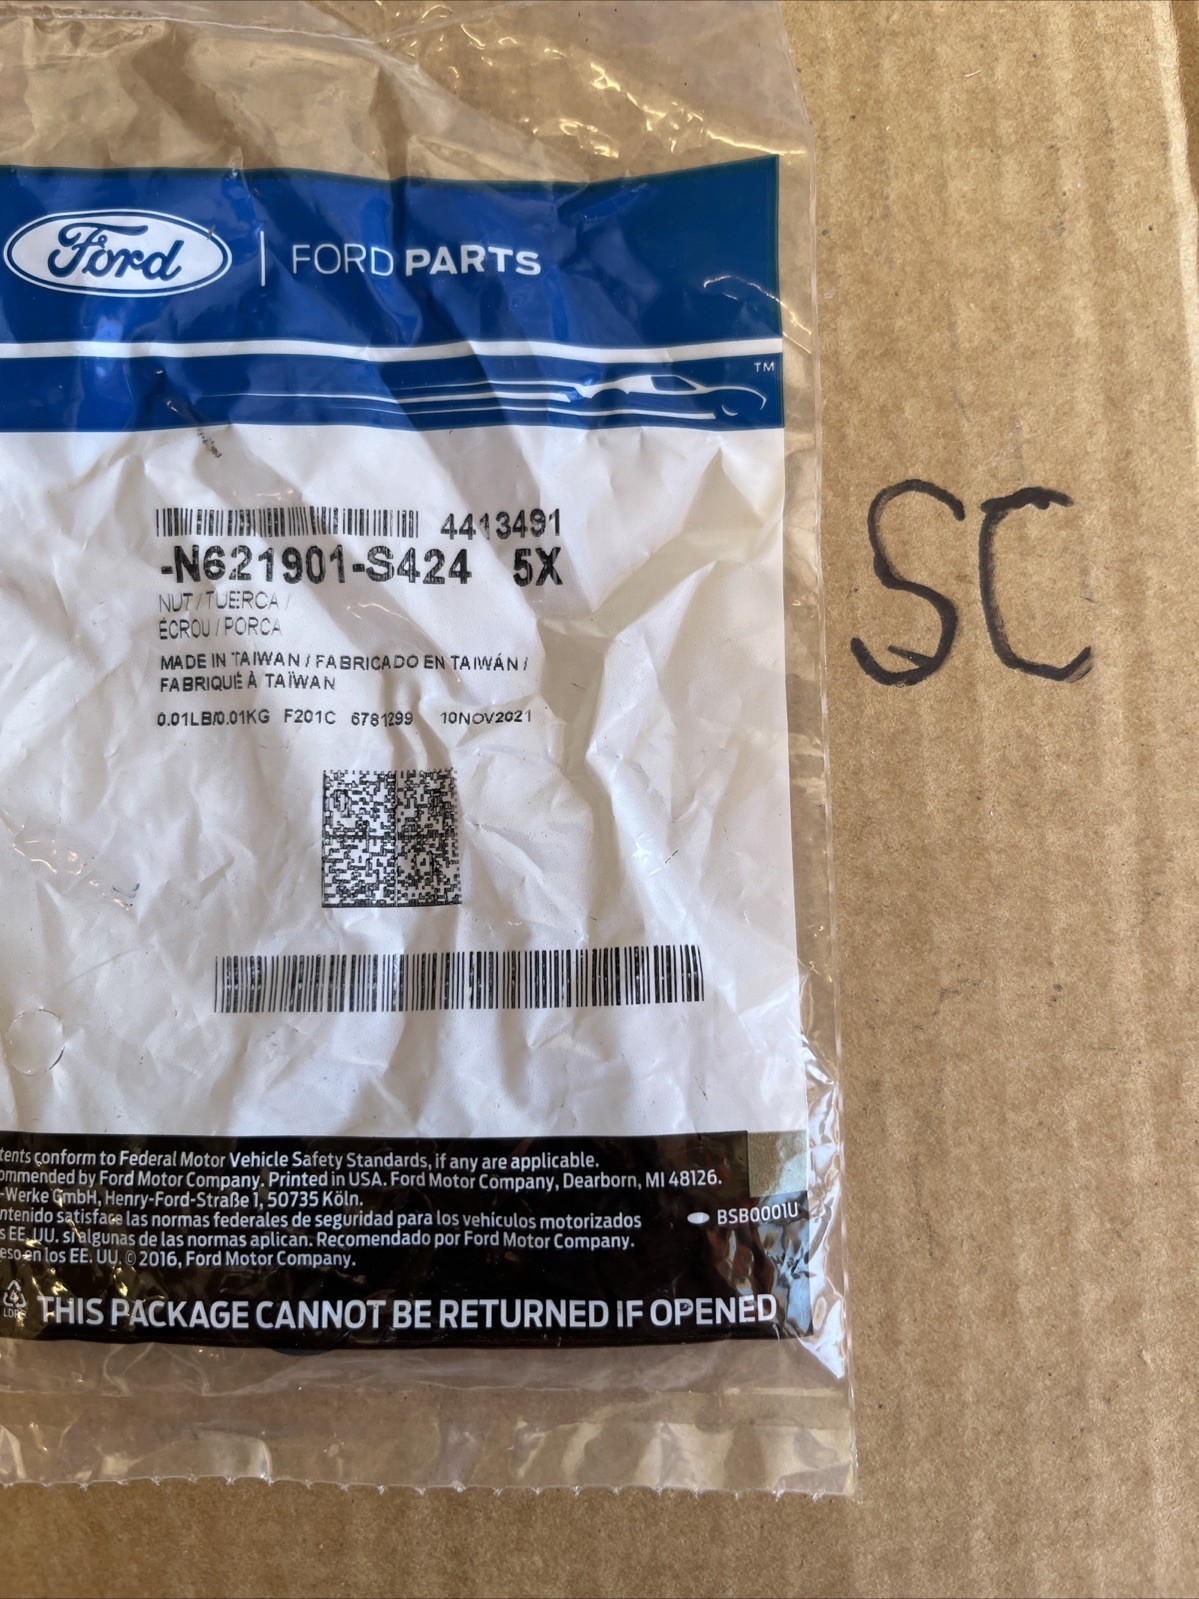 Ford | FORD PARTS
TM
4413491
-N621901-S424 5X
NUT / TUERCA /
ÉCROU / PORCA
MADE IN TAIWAN / FABRICADO EN TAIWÁN /
FABRIQUÉ À TAÏWAN
0.01LB/0.01KG F201C 6781299 10NOV2021
SC
tents conform to Federal Motor Vehicle Safety Standards, if any are applicable.
ommended by Ford Motor Company. Printed in USA. Ford Motor Company, Dearborn, MI 48126.
-Werke GmbH, Henry-Ford-Straße 1, 50735 Köln.
ntenido satisface las normas federales de seguridad para los vehículos motorizados
s EE. UU. si algunas de las normas aplican. Recomendado por Ford Motor Company.
eso en los EE. UU. © 2016, Ford Motor Company.
BSB0001U
4
LDPE
THIS PACKAGE CANNOT BE RETURNED IF OPENED